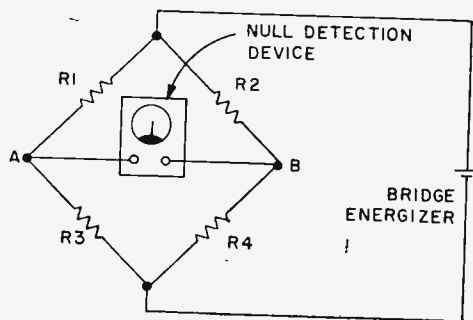 NULL DETECTION
DEVICE
R1
R2
A
B
BRIDGE
ENERGIZER
R3
R4